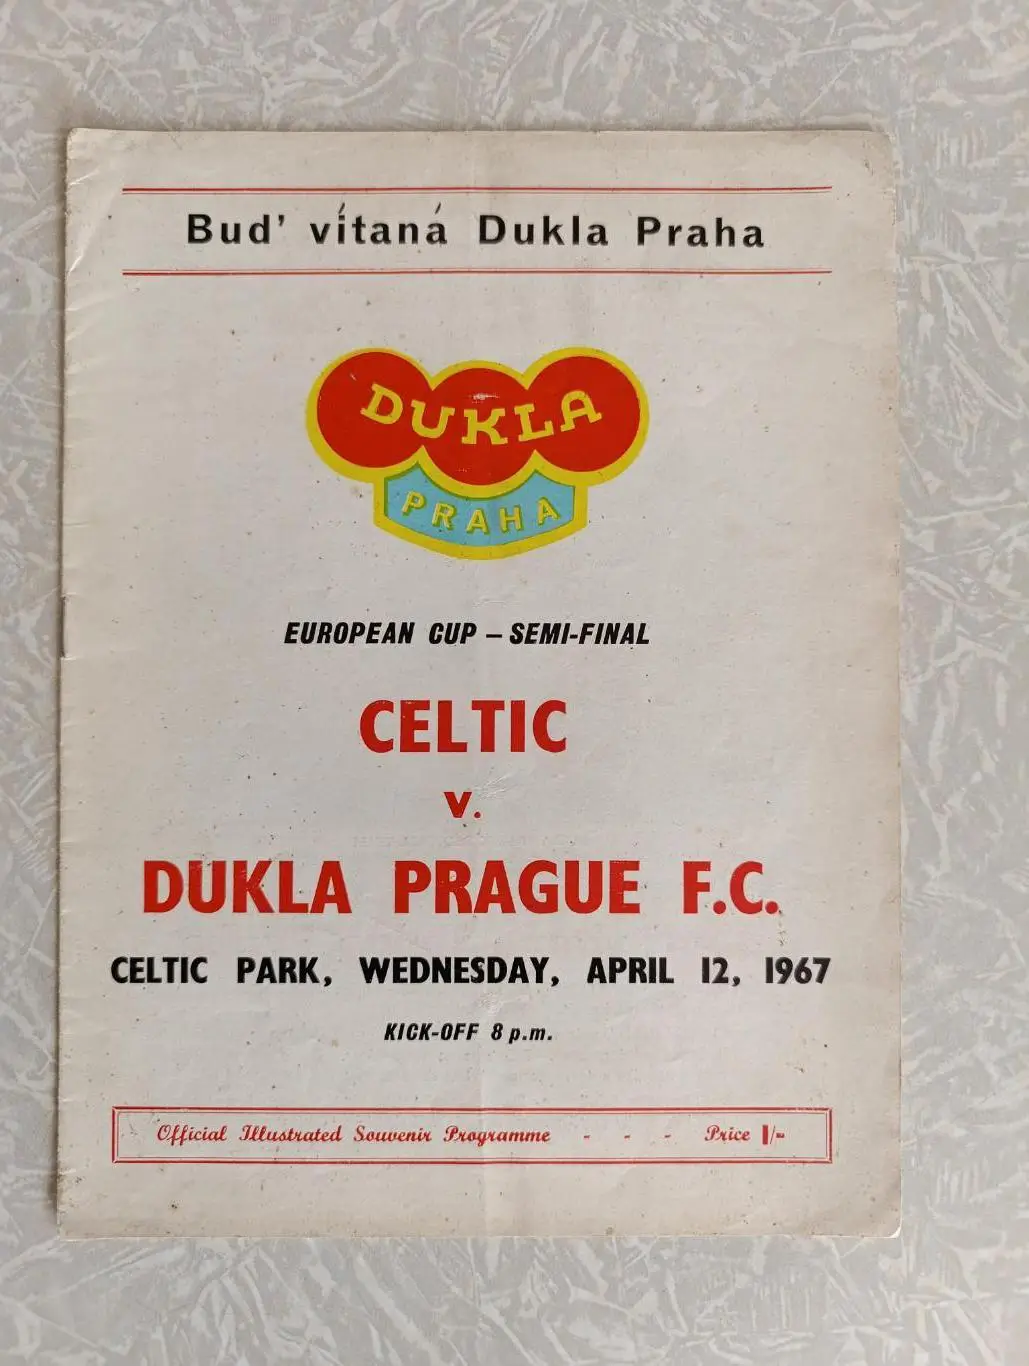 Bud' vítaná Dukla Praha
DUKLA
PRAHA
EUROPEAN CUP – SEMI-FINAL
CELTIC
v.
DUKLA PRAGUE F.C.
CELTIC PARK, WEDNESDAY, APRIL 12, 1967
KICK-OFF 8 p.m.
Official Illustrated Souvenir Programme - - - Price 1/-